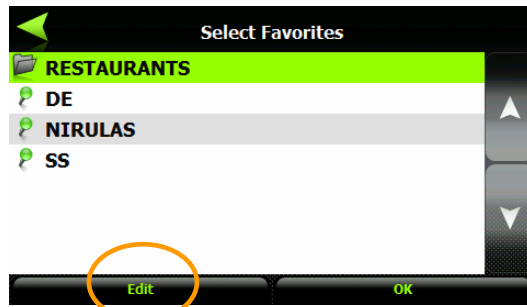 Select Favorites
RESTAURANTS
DE
NIRULAS
SS
Edit OK